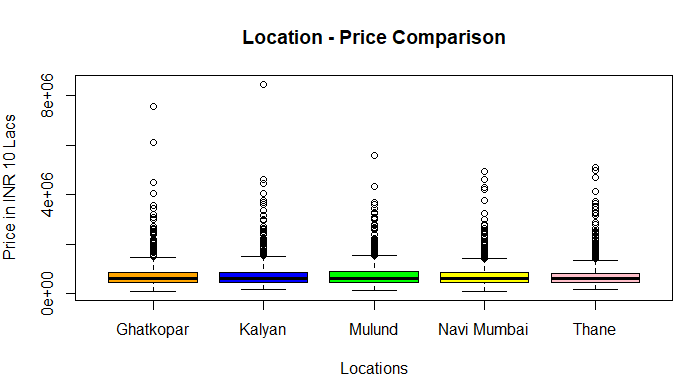 Location - Price Comparison
Price in INR 10 Lacs
8e+06
4e+06
0e+00
Ghatkopar Kalyan Mulund Navi Mumbai Thane
Locations